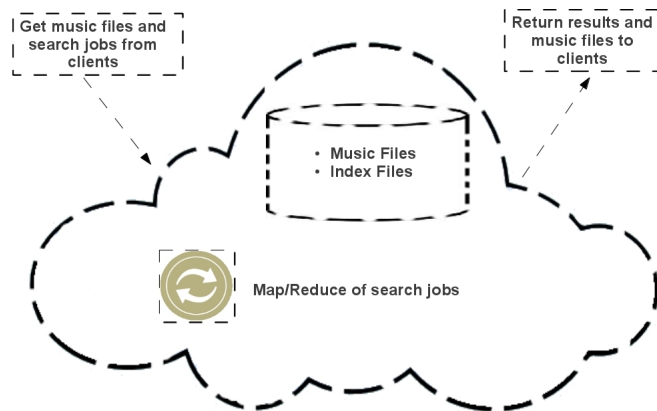 Get music files and
search jobs from
clients
Return results and
music files to
clients
• Music Files
• Index Files
Map/Reduce of search jobs